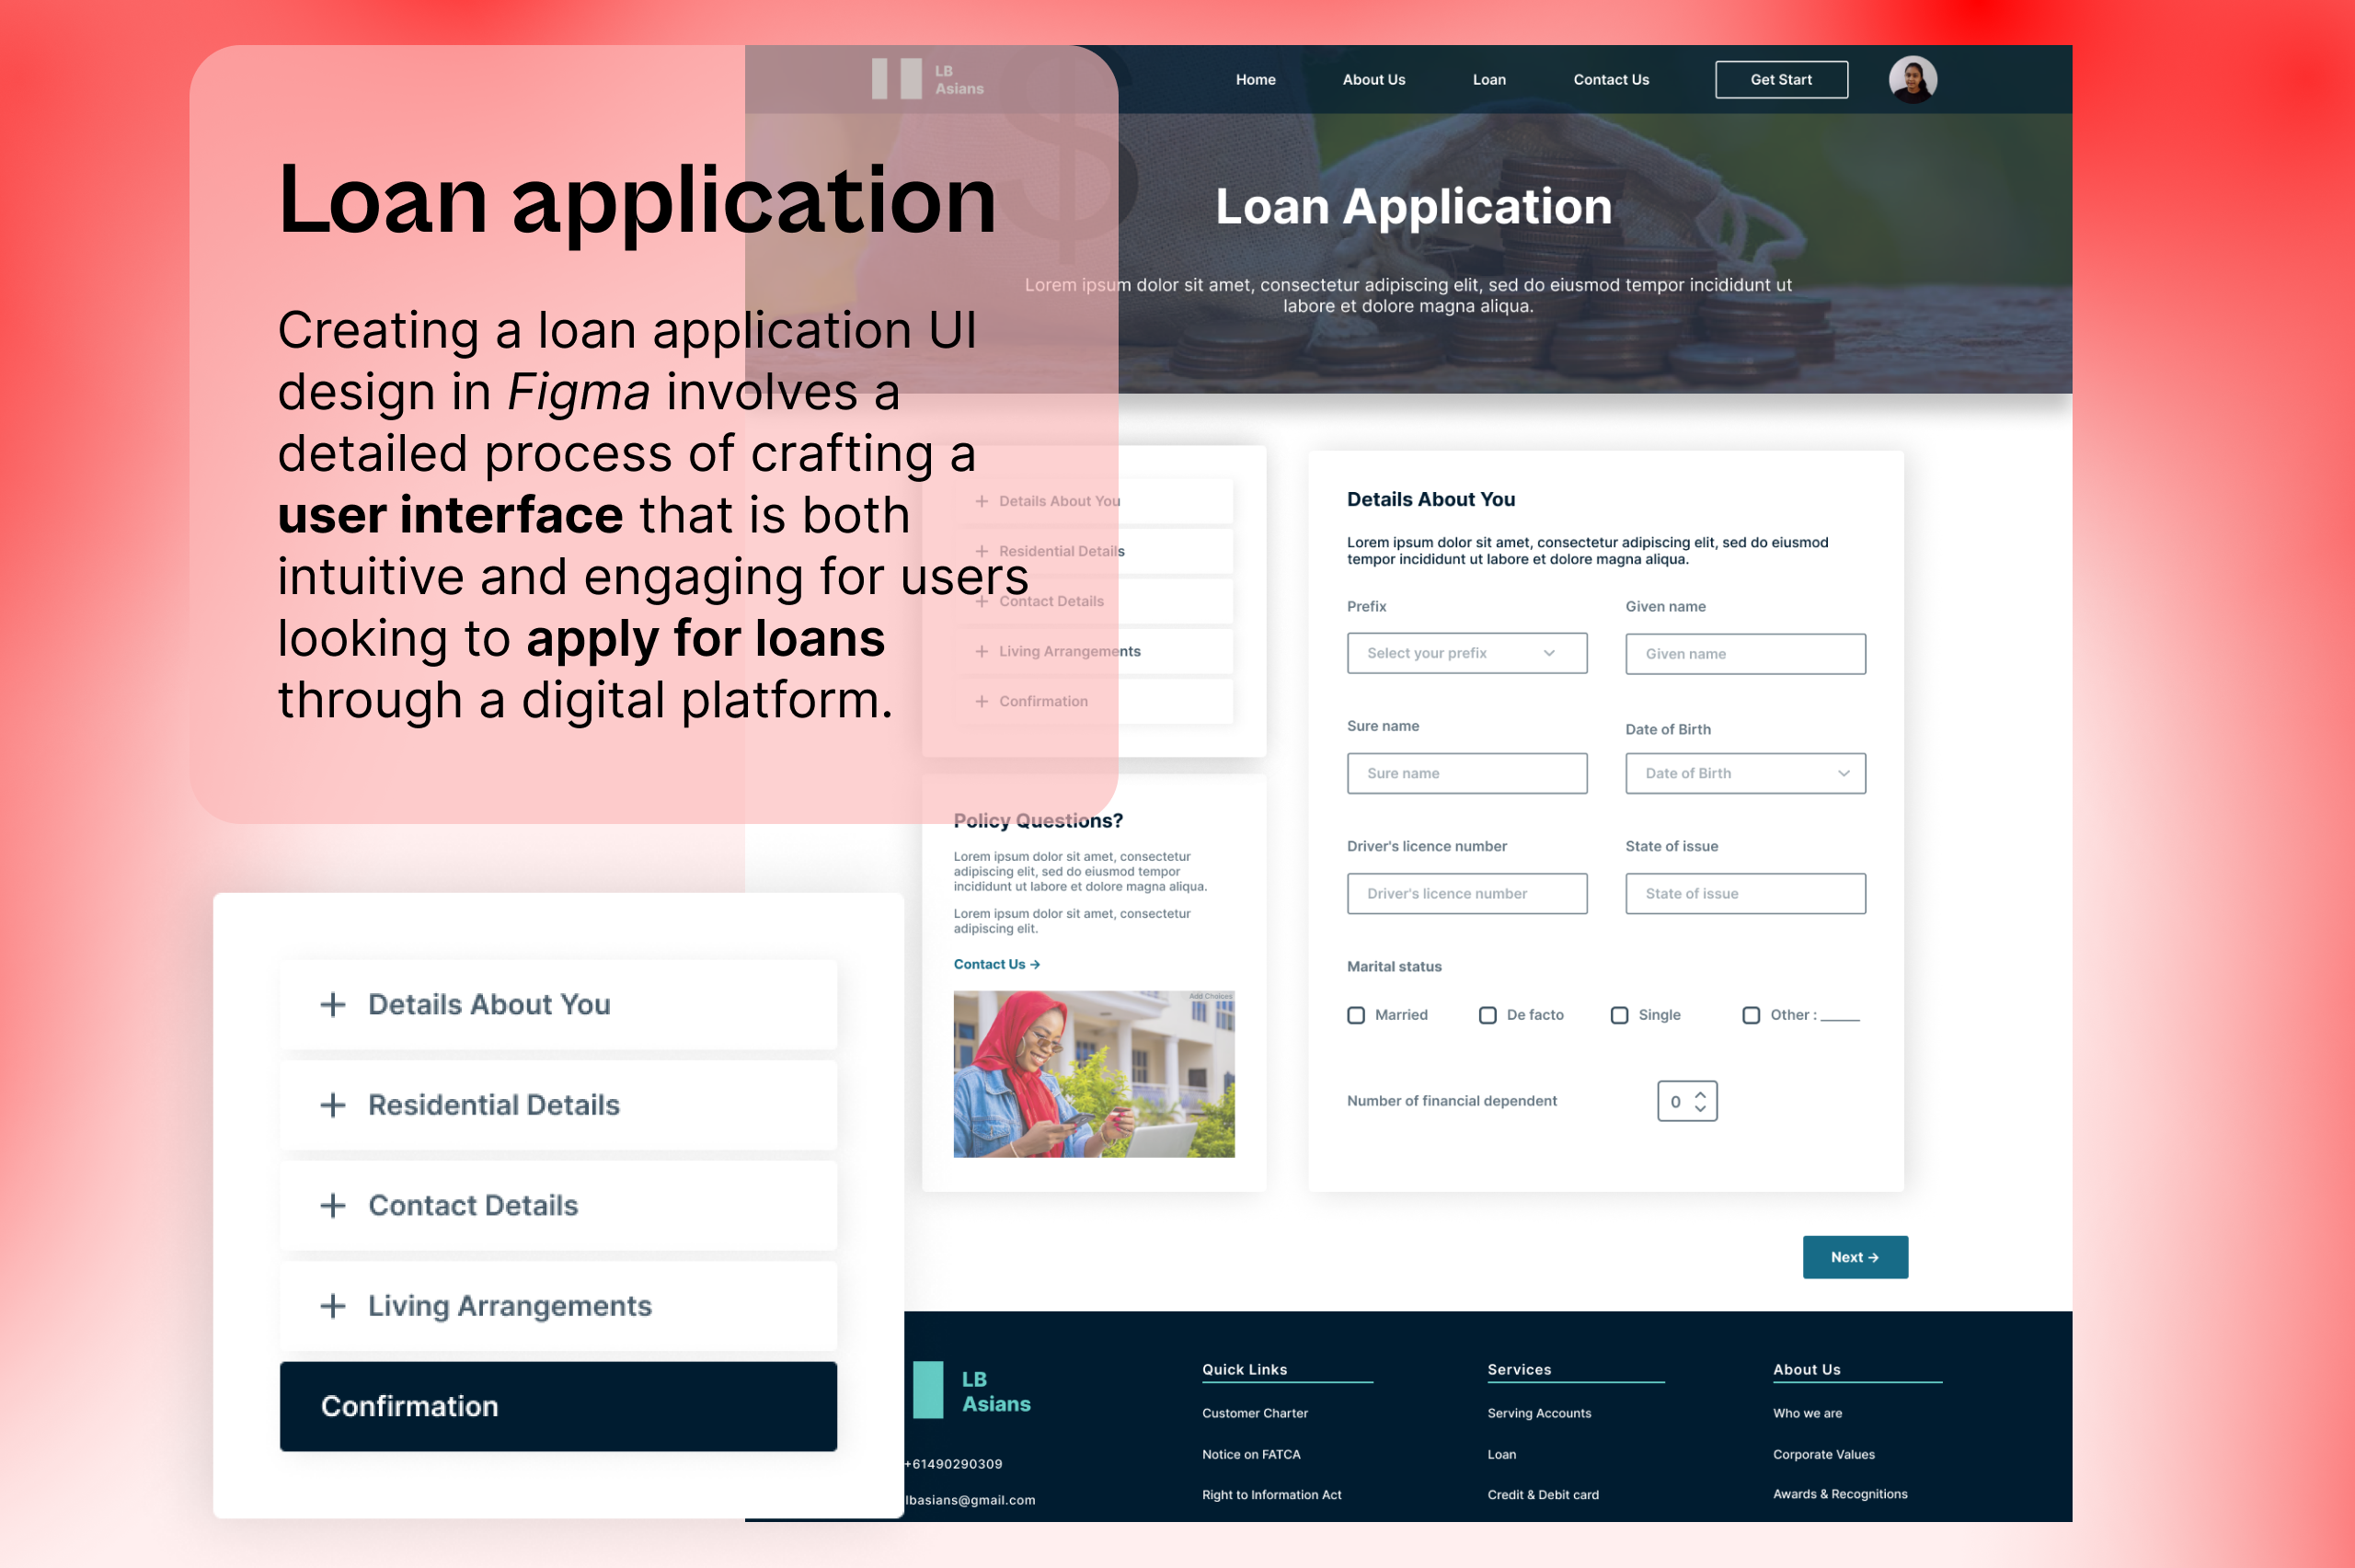 Loan application
Creating a loan application UI
design in Figma involves a
detailed process of crafting a
user interface that is both
intuitive and engaging for users
looking to apply for loans
through a digital platform.
LB
Asians
Home
About Us
Loan
Contact Us
Get Start
Loan Application
Lorem ipsum dolor sit amet, consectetur adipiscing elit, sed do eiusmod tempor incididunt ut
labore et dolore magna aliqua.
+ Details About You
+ Residential Details
+ Contact Details
+ Living Arrangements
+ Confirmation
Policy Questions?
Lorem ipsum dolor sit amet, consectetur
adipiscing elit, sed do eiusmod tempor
incididunt ut labore et dolore magna aliqua.
Lorem ipsum dolor sit amet, consectetur
adipiscing elit.
Contact Us →
Add Choices
Details About You
Lorem ipsum dolor sit amet, consectetur adipiscing elit, sed do eiusmod
tempor incididunt ut labore et dolore magna aliqua.
Prefix
Given name
Select your prefix
Given name
Sure name
Date of Birth
Sure name
Date of Birth
Driver's licence number
State of issue
Driver's licence number
State of issue
Marital status
Married
De facto
Single
Other : _____
Number of financial dependent
0
Next →
+ Details About You
+ Residential Details
+ Contact Details
+ Living Arrangements
Confirmation
LB
Asians
+61490290309
lbasians@gmail.com
Quick Links
Customer Charter
Notice on FATCA
Right to Information Act
Services
Serving Accounts
Loan
Credit & Debit card
About Us
Who we are
Corporate Values
Awards & Recognitions
$